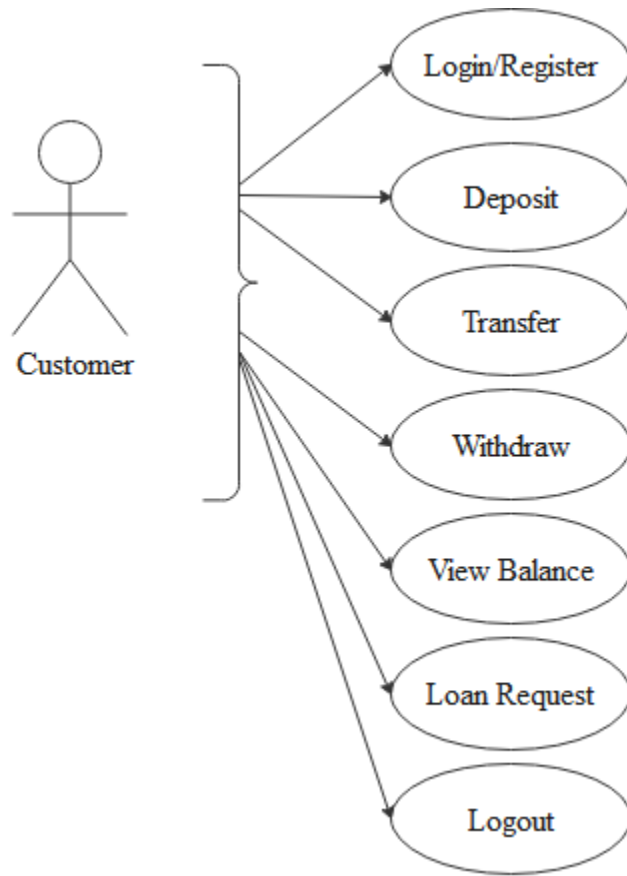 Login/Register
Deposit
Transfer
Customer
Withdraw
View Balance
Loan Request
Logout